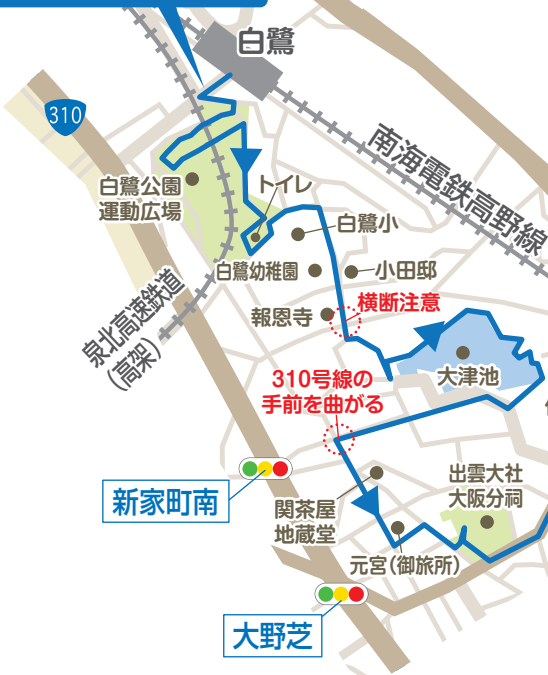 白鷺
310
南海電鉄高野線
白鷺公園
運動広場
トイレ
白鷺小
白鷺幼稚園
小田邸
報恩寺
横断注意
泉北高速鉄道
(高架)
大津池
310号線の
手前を曲がる
新家町南
関茶屋
地蔵堂
出雲大社
大阪分祠
元宮(御旅所)
大野芝